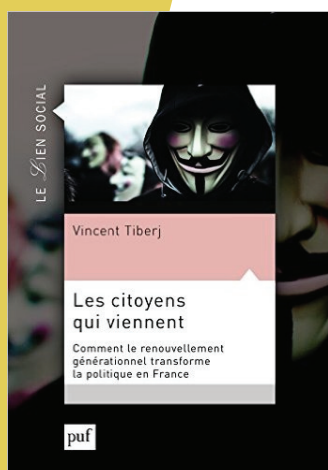 LE LIEN SOCIAL
Vincent Tiberj
Les citoyens
qui viennent
Comment le renouvellement
générationnel transforme
la politique en France
puf